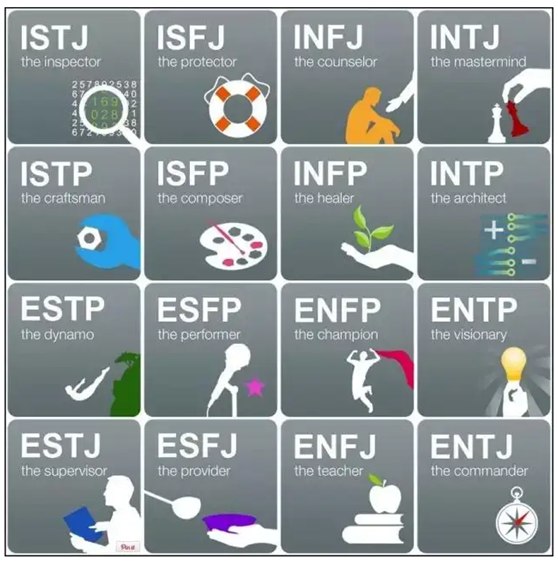 ISTJ
the inspector
ISFJ
the protector
INFJ
the counselor
INTJ
the mastermind
ISTP
the craftsman
ISFP
the composer
INFP
the healer
INTP
the architect
ESTP
the dynamo
ESFP
the performer
ENFP
the champion
ENTP
the visionary
ESTJ
the supervisor
ESFJ
the provider
ENFJ
the teacher
ENTJ
the commander
Pin it